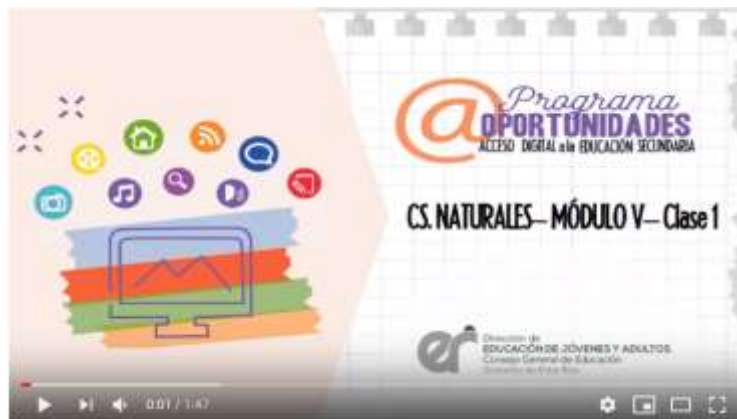 @ Programa
OPORTUNIDADES
ACCESO DIGITAL a la EDUCACIÓN SECUNDARIA
CS. NATURALES– MÓDULO V– Clase 1
er
Dirección de
EDUCACIÓN DE JÓVENES Y ADULTOS
Consejo General de Educación
0:01 / 1:47